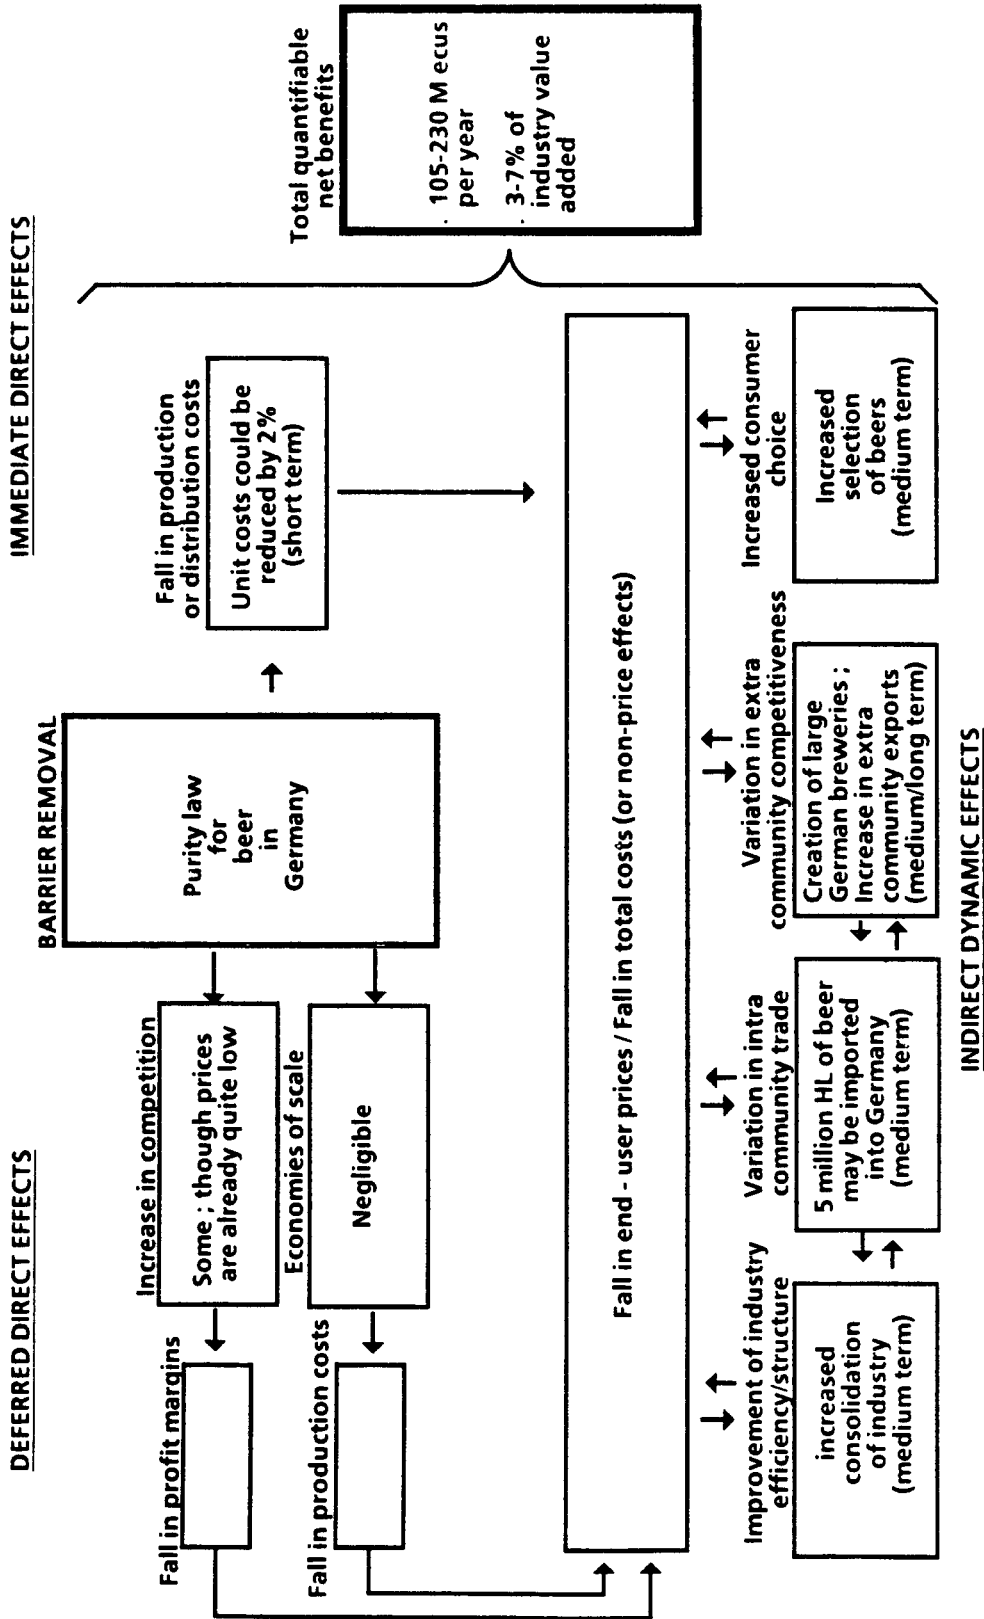 DEFERRED DIRECT EFFECTS
BARRIER REMOVAL
IMMEDIATE DIRECT EFFECTS
Fall in profit margins
Increase in competition
Some ; though prices
are already quite low
Fall in production costs
Economies of scale
Negligible
Purity law
for
beer
in
Germany
Fall in production
or distribution costs
Unit costs could be
reduced by 2%
(short term)
Total quantifiable
net benefits
· 105-230 M ecus
per year
· 3-7% of
industry value
added
Fall in end - user prices / Fall in total costs (or non-price effects)
Improvement of industry
efficiency/structure
increased
consolidation
of industry
(medium term)
Variation in intra
community trade
5 million HL of beer
may be imported
into Germany
(medium term)
Variation in extra
community competitiveness
Creation of large
German breweries ;
Increase in extra
community exports
(medium/long term)
Increased consumer
choice
Increased
selection
of beers
(medium term)
INDIRECT DYNAMIC EFFECTS